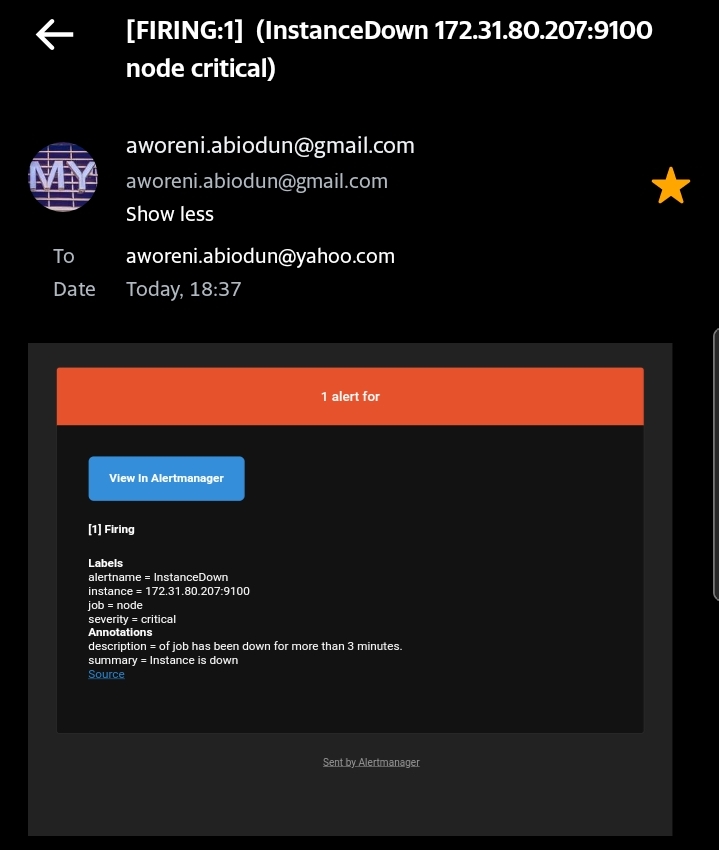 [FIRING:1] (InstanceDown 172.31.80.207:9100
node critical)
MY
aworeni.abiodun@gmail.com
aworeni.abiodun@gmail.com
Show less
To aworeni.abiodun@yahoo.com
Date Today, 18:37
1 alert for
View In Alertmanager
[1] Firing
Labels
alertname = InstanceDown
instance = 172.31.80.207:9100
job = node
severity = critical
Annotations
description = of job has been down for more than 3 minutes.
summary = Instance is down
Source
Sent by Alertmanager